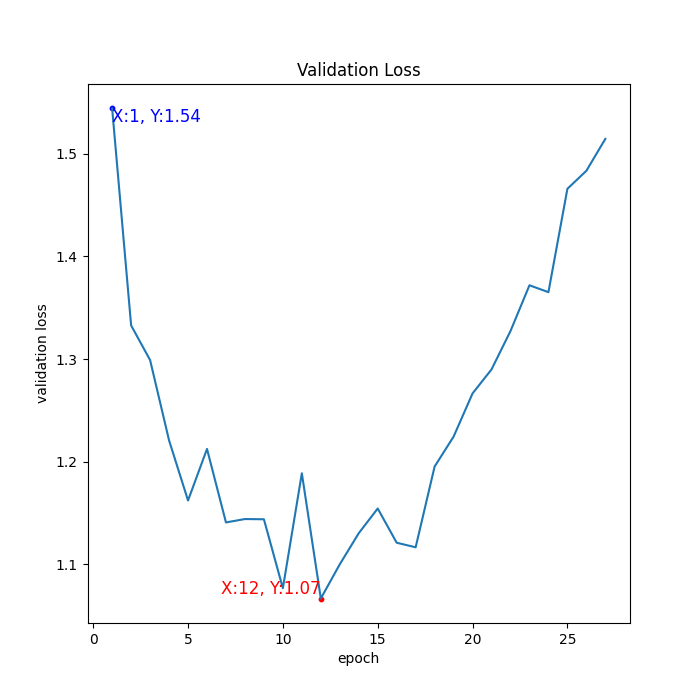 Validation Loss
X:1, Y:1.54
1.5
1.4
1.3
1.2
1.1
validation loss
X:12, Y:1.07
0
5
10
15
20
25
epoch